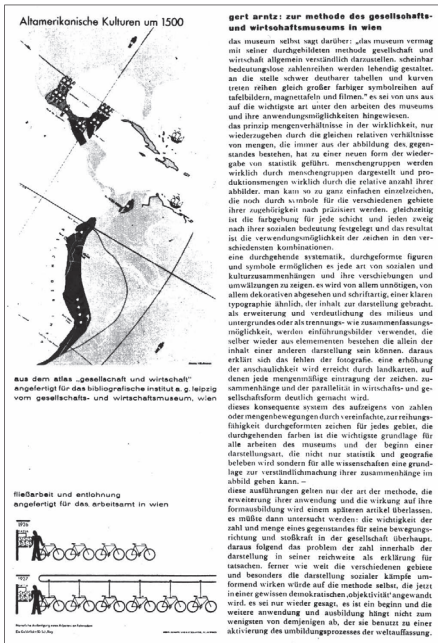 Altamerikanische Kulturen um 1500
aus dem atlas „gesellschaft und wirtschaft"
angefertigt für das bibliografische institut a. g. leipzig
vom gesellschafts- und wirtschaftsmuseum, wien
fließarbeit und entlohnung
angefertigt für das arbeitsamt in wien
1926
1927
gert arntz: zur methode des gesellschafts-
und wirtschaftsmuseums in wien
das museum selbst sagt darüber: „das museum vermag
mit seiner durchgebildeten methode gesellschaft und
wirtschaft allgemein verständlich darzustellen. scheinbar
bedeutungslose zahlenreihen werden lebendig gestaltet.
an die stelle schwer deutbarer tabellen und kurven
treten reihen gleich großer farbiger symbolreihen auf
tafelbildern, magnettafeln und filmen." es sei von uns aus
auf die wichtigste art unter den arbeiten des museums
und ihre anwendungsmöglichkeiten hingewiesen.
das prinzip mengenverhältnisse in der wirklichkeit, nur
wiederzugeben durch die gleichen relativen verhältnisse
von mengen, die immer aus der abbildung des gegen-
standes bestehen, hat zu einer neuen form der wieder-
gabe von statistik geführt. menschengruppen werden
wirklich durch menschengruppen dargestellt und pro-
duktionsmengen wirklich durch die relative anzahl ihrer
abbilder. man kam so zu ganz einfachen einzelzeichen,
die noch durch symbole für die verschiedenen gebiete
ihrer zugehörigkeit nach präzisiert werden. gleichzeitig
ist die farbgebung für jede schicht und jeden zweig
nach ihrer sozialen bedeutung festgelegt und das resultat
ist die verwendungsmöglichkeit der zeichen in den ver-
schiedensten kombinationen.
eine durchgehende systematik, durchgeformte figuren
und symbole ermöglichen es jede art von sozialen und
kulturzusammenhängen und ihre verschiebungen und
umwälzungen zu zeigen. es wird von allem unnötigen, von
allem dekorativen abgesehen und schriftartig, einer klaren
typographie ähnlich, der inhalt zur darstellung gebracht.
als erweiterung und verdeutlichung des milieus und
untergrundes oder als trennungs- wie zusammenfassungs-
möglichkeit, werden einführungsbilder verwendet, die
selber wieder aus elementen bestehen die allein der
inhalt einer anderen darstellung sein können. daraus
erklärt sich das fehlen der fotografie. eine erhöhung
der anschaulichkeit wird erreicht durch landkarten, auf
denen jede mengenmäßige eintragung der zeichen. zu-
sammenhänge und der parallelität in wirtschafts- und ge-
sellschaftsform deutlich gemacht wird.
dieses konsequente system des aufzeigens von zahlen
oder mengenbewegungen durch vereinfachte, zur reihungs-
fähigkeit durchgeformten zeichen für jedes gebiet, die
durchgehenden farben ist die wichtigste grundlage für
alle arbeiten des museums und der beginn einer
darstellungsart, die nicht nur statistik und geografie
beleben wird sondern für alle wissenschaften eine grund-
lage zur verständlichmachung ihrer zusammenhänge im
abbild geben kann. –
diese ausführungen gelten nur der art der methode, die
erweiterung ihrer anwendung und die wirkung auf ihre
formausbildung wird einem späteren artikel überlassen.
es müßte dann untersucht werden: die wichtigkeit der
zahl und menge eines gegenstandes für seine bewegungs-
richtung und stoßkraft in der gesellschaft überhaupt.
daraus folgend das problem der zahl innerhalb der
darstellung in seiner reichweite als erklärung für
tatsachen. ferner wie weit die verschiedenen gebiete
und besonders die darstellung sozialer kämpfe um-
formend wirken würde auf die methode selbst, die jetzt
in einer gewissen demokratischen „objektivität" angewandt
wird. es sei nur wieder gesagt, es ist ein beginn und die
weitere anwendung und ausbildung hängt nicht zum
wenigsten von demjenigen ab, der sie benutzt zu einer
aktivierung des umbildungsprozesses der weltauffassung.